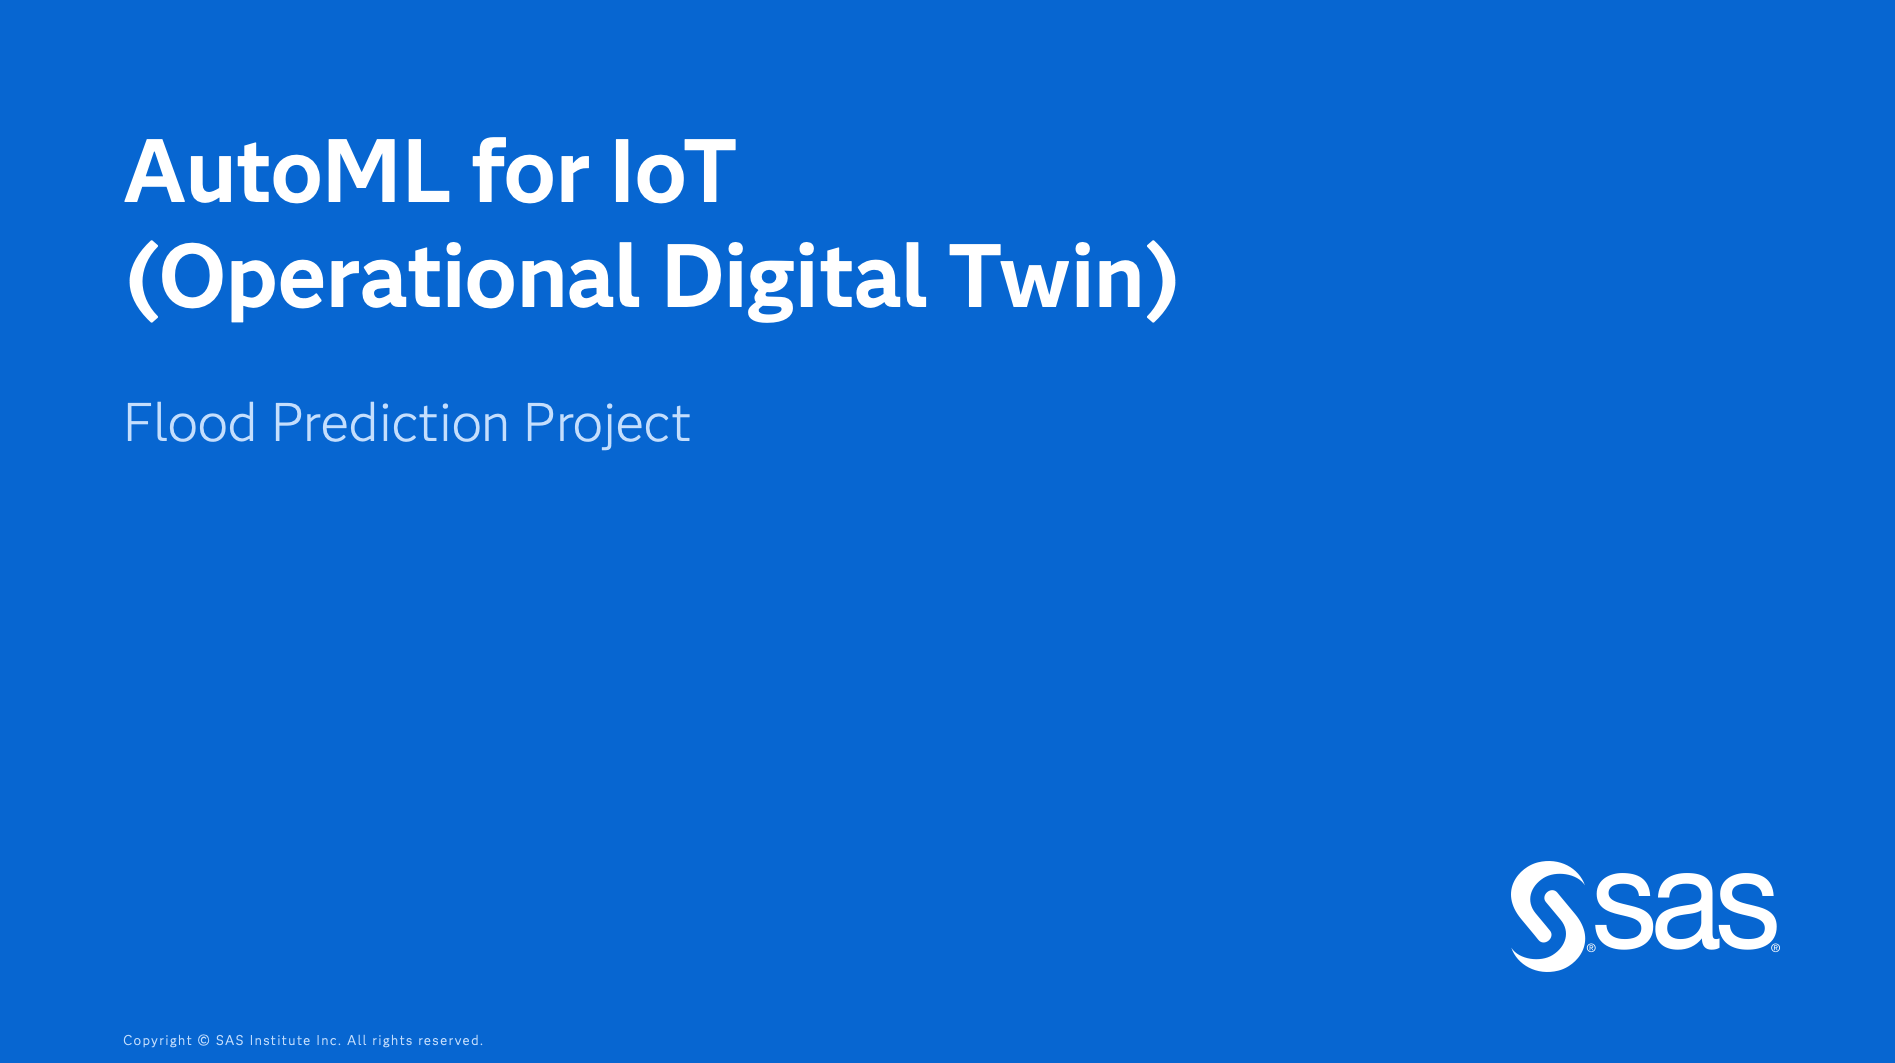 AutoML for IoT
(Operational Digital Twin)
Flood Prediction Project
sas
Copyright © SAS Institute Inc. All rights reserved.